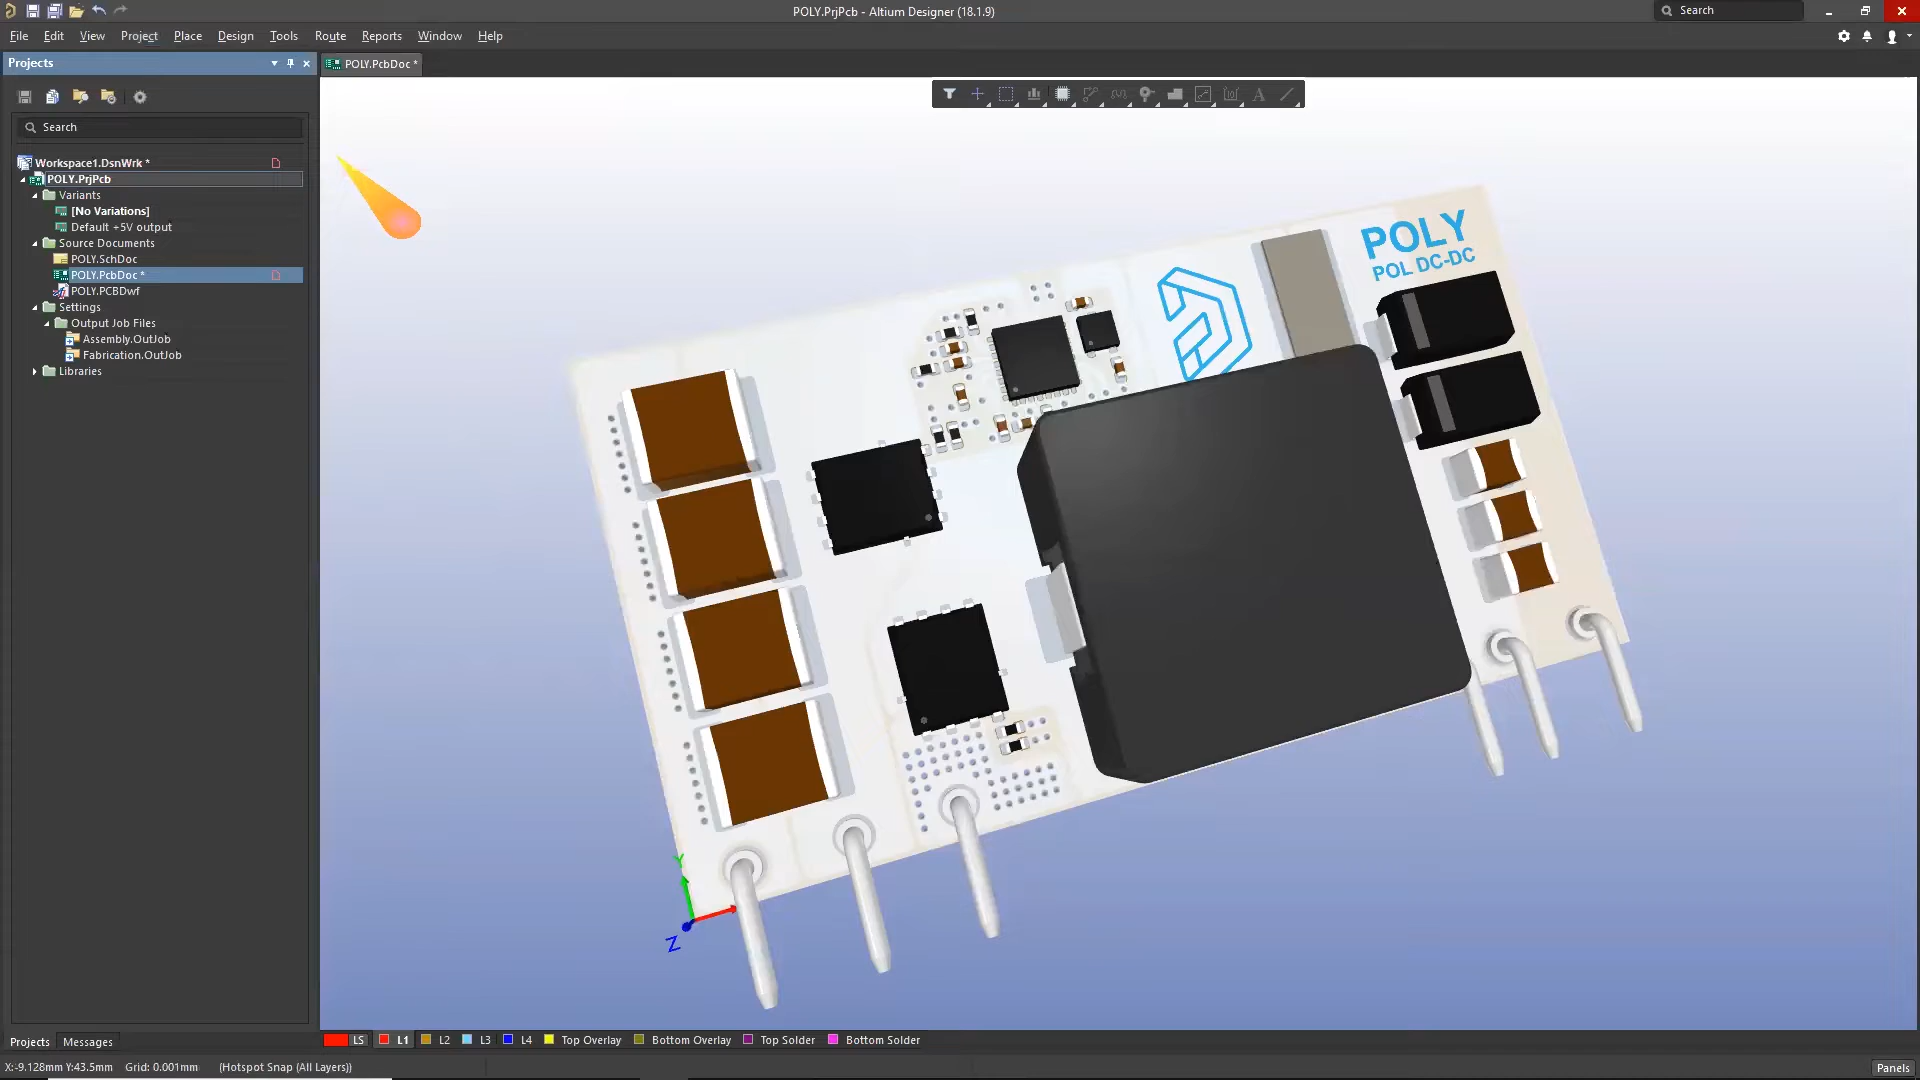 POLY.PrjPcb - Altium Designer (18.1.9)
Search
File Edit View Project Place Design Tools Route Reports Window Help
Projects
POLY.PcbDoc *
Search
Workspace1.DsnWrk *
POLY.PrjPcb
Variants
[No Variations]
Default +5V output
Source Documents
POLY.SchDoc
POLY.PcbDoc *
POLY.PCBDwf
Settings
Output Job Files
Assembly.OutJob
Fabrication.OutJob
Libraries
POLY
POL DC-DC
Y
Z
Projects Messages
LS L1 L2 L3 L4 Top Overlay Bottom Overlay Top Solder Bottom Solder
X:-9.128mm Y:43.5mm Grid: 0.001mm (Hotspot Snap (All Layers))
Panels